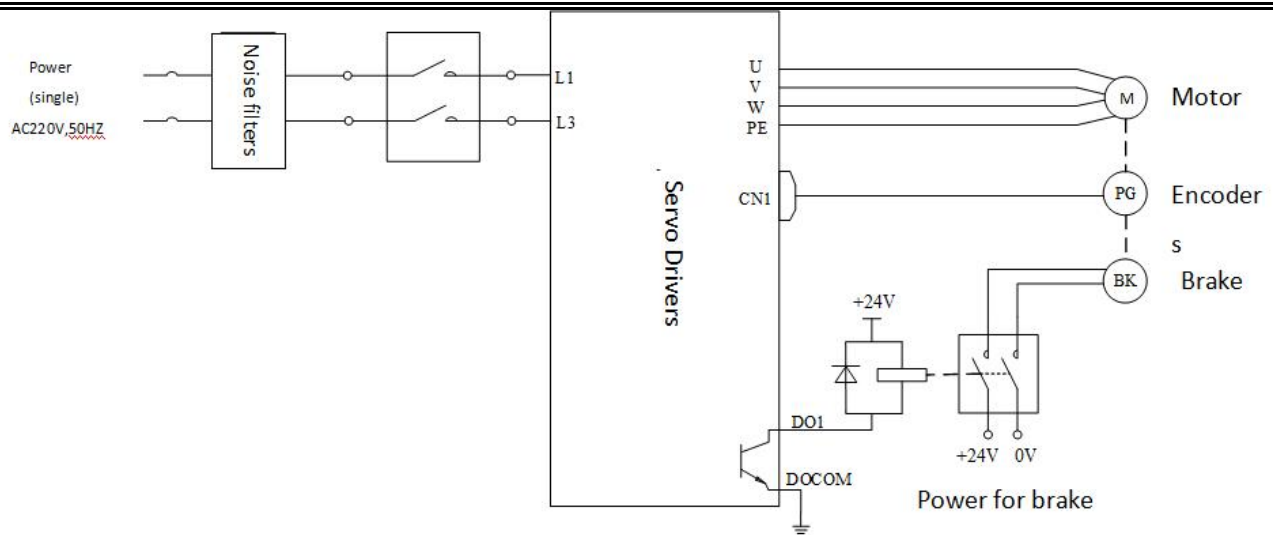 Power
(single)
AC220V,50HZ
Noise filters
L1
L3
Servo Drivers
U
V
W
PE
CN1
M
Motor
PG
Encoder
s
BK
Brake
+24V
DO1
DOCOM
+24V 0V
Power for brake